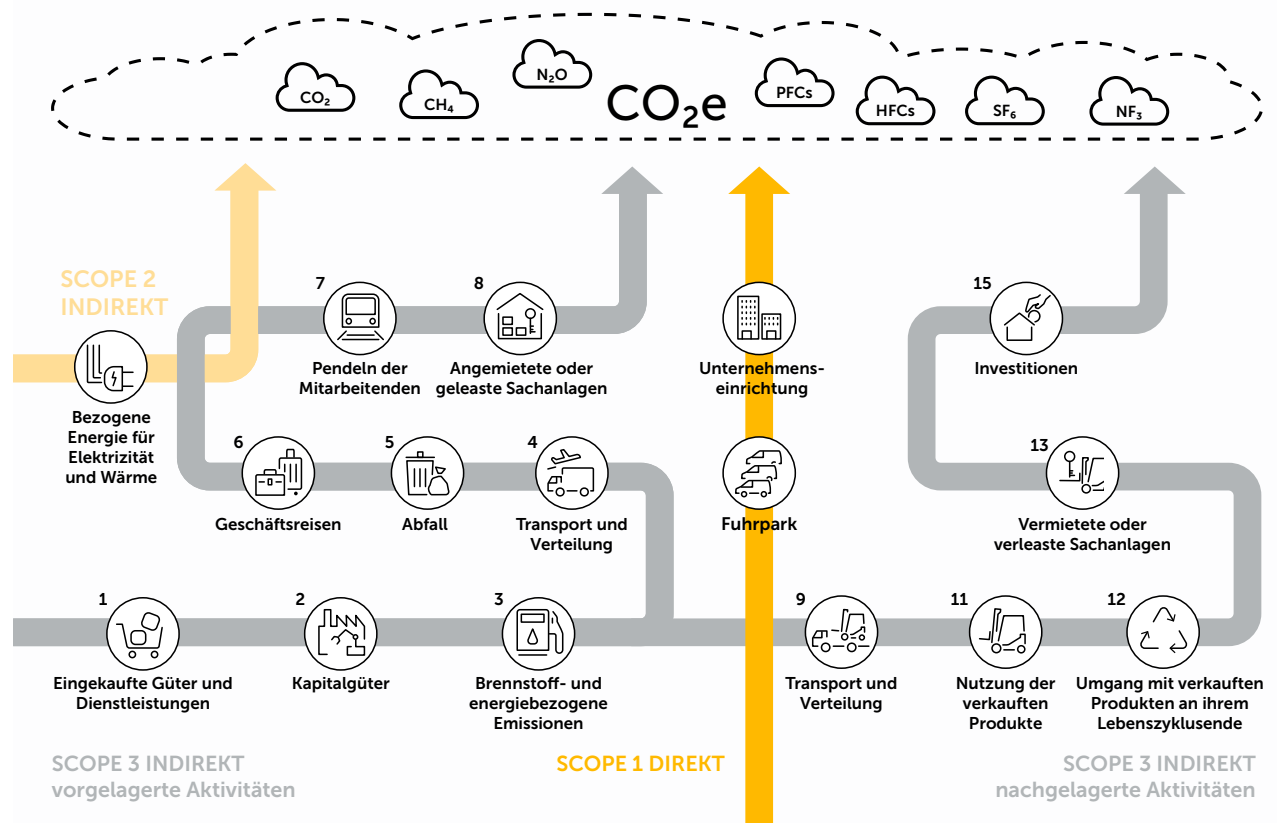 CO₂
CH₄
N₂O
CO₂e
PFCs
HFCs
SF₆
NF₃
SCOPE 2
INDIREKT
Bezogene
Energie für
Elektrizität
und Wärme
7
Pendeln der
Mitarbeitenden
8
Angemietete oder
geleaste Sachanlagen
Unternehmens-
einrichtung
15
Investitionen
6
Geschäftsreisen
5
Abfall
4
Transport und
Verteilung
Fuhrpark
13
Vermietete oder
verleaste Sachanlagen
1
Eingekaufte Güter und
Dienstleistungen
2
Kapitalgüter
3
Brennstoff- und
energiebezogene
Emissionen
9
Transport und
Verteilung
11
Nutzung der
verkauften
Produkte
12
Umgang mit verkauften
Produkten an ihrem
Lebenszyklusende
SCOPE 3 INDIREKT
vorgelagerte Aktivitäten
SCOPE 1 DIREKT
SCOPE 3 INDIREKT
nachgelagerte Aktivitäten